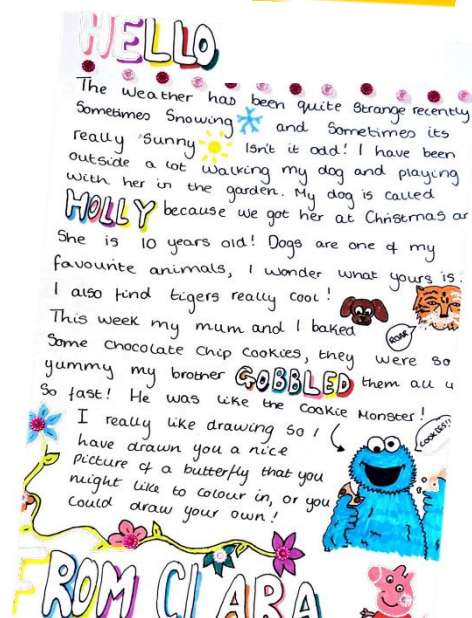 HELLO
The weather has been quite strange recently
Sometimes Snowing and Sometimes its
really sunny Isn't it odd! I have been
outside a lot walking my dog and playing
with her in the garden. My dog is called
HOLLY because we got her at Christmas
She is 10 years old! Dogs are one of my
favourite animals, I wonder what yours is.
I also find tigers really cool!
ROAR
This week my mum and I baked
Some chocolate chip cookies, they were so
yummy my brother GOBBLED them all
So fast! He was like the Cookie Monster!
COOKIES!!
I really like drawing so I
have drawn you a nice
picture of a butterfly that you
might like to colour in, or you
could draw your own!
FROM CLARA